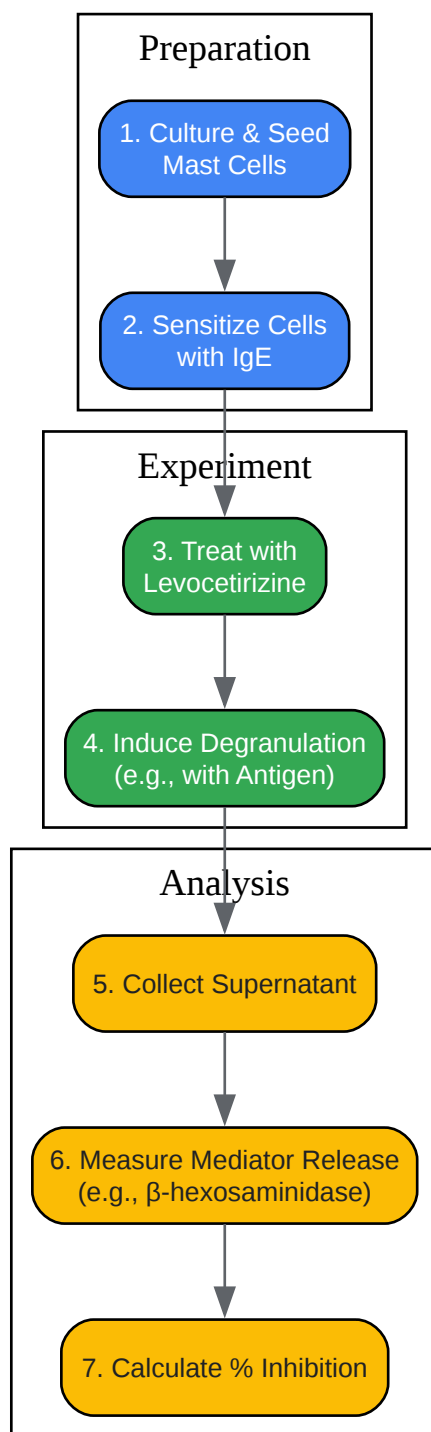 Preparation
1. Culture & Seed
Mast Cells
2. Sensitize Cells
with IgE
Experiment
3. Treat with
Levocetirizine
4. Induce Degranulation
(e.g., with Antigen)
Analysis
5. Collect Supernatant
6. Measure Mediator Release
(e.g., β-hexosaminidase)
7. Calculate % Inhibition